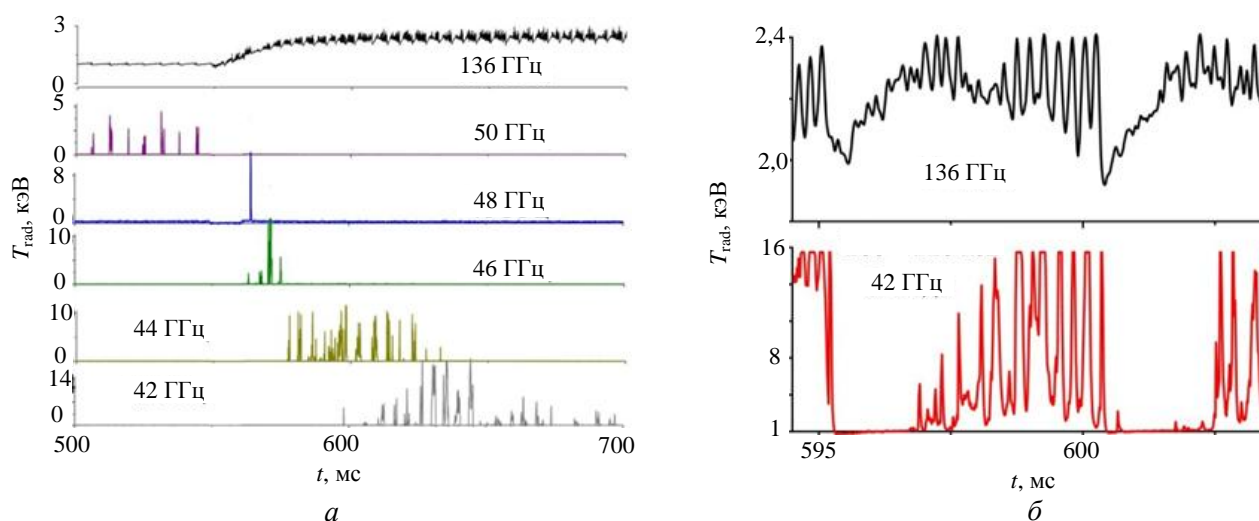 3
0
136 ГГц
5
0
50 ГГц
8
0
48 ГГц
10
0
46 ГГц
10
0
44 ГГц
14
0
42 ГГц
500
600
700
T_rad, кэВ
t, мс
а
2,4
2,0
136 ГГц
16
8
1
42 ГГц
595
600
T_rad, кэВ
t, мс
б